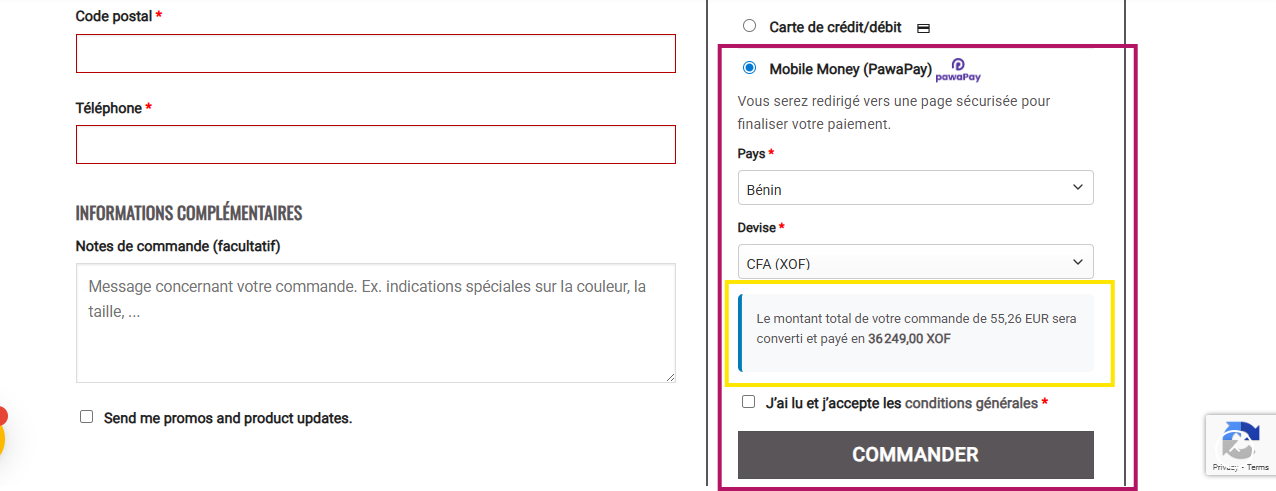 Code postal *
Téléphone *
INFORMATIONS COMPLÉMENTAIRES
Notes de commande (facultatif)
Message concernant votre commande. Ex. indications spéciales sur la couleur, la
taille, ...
Send me promos and product updates.
Carte de crédit/débit
Mobile Money (PawaPay) pawaPay
Vous serez redirigé vers une page sécurisée pour
finaliser votre paiement.
Pays *
Bénin
Devise *
CFA (XOF)
Le montant total de votre commande de 55,26 EUR sera
converti et payé en 36 249,00 XOF
J’ai lu et j’accepte les conditions générales *
COMMANDER
Privacy - Terms